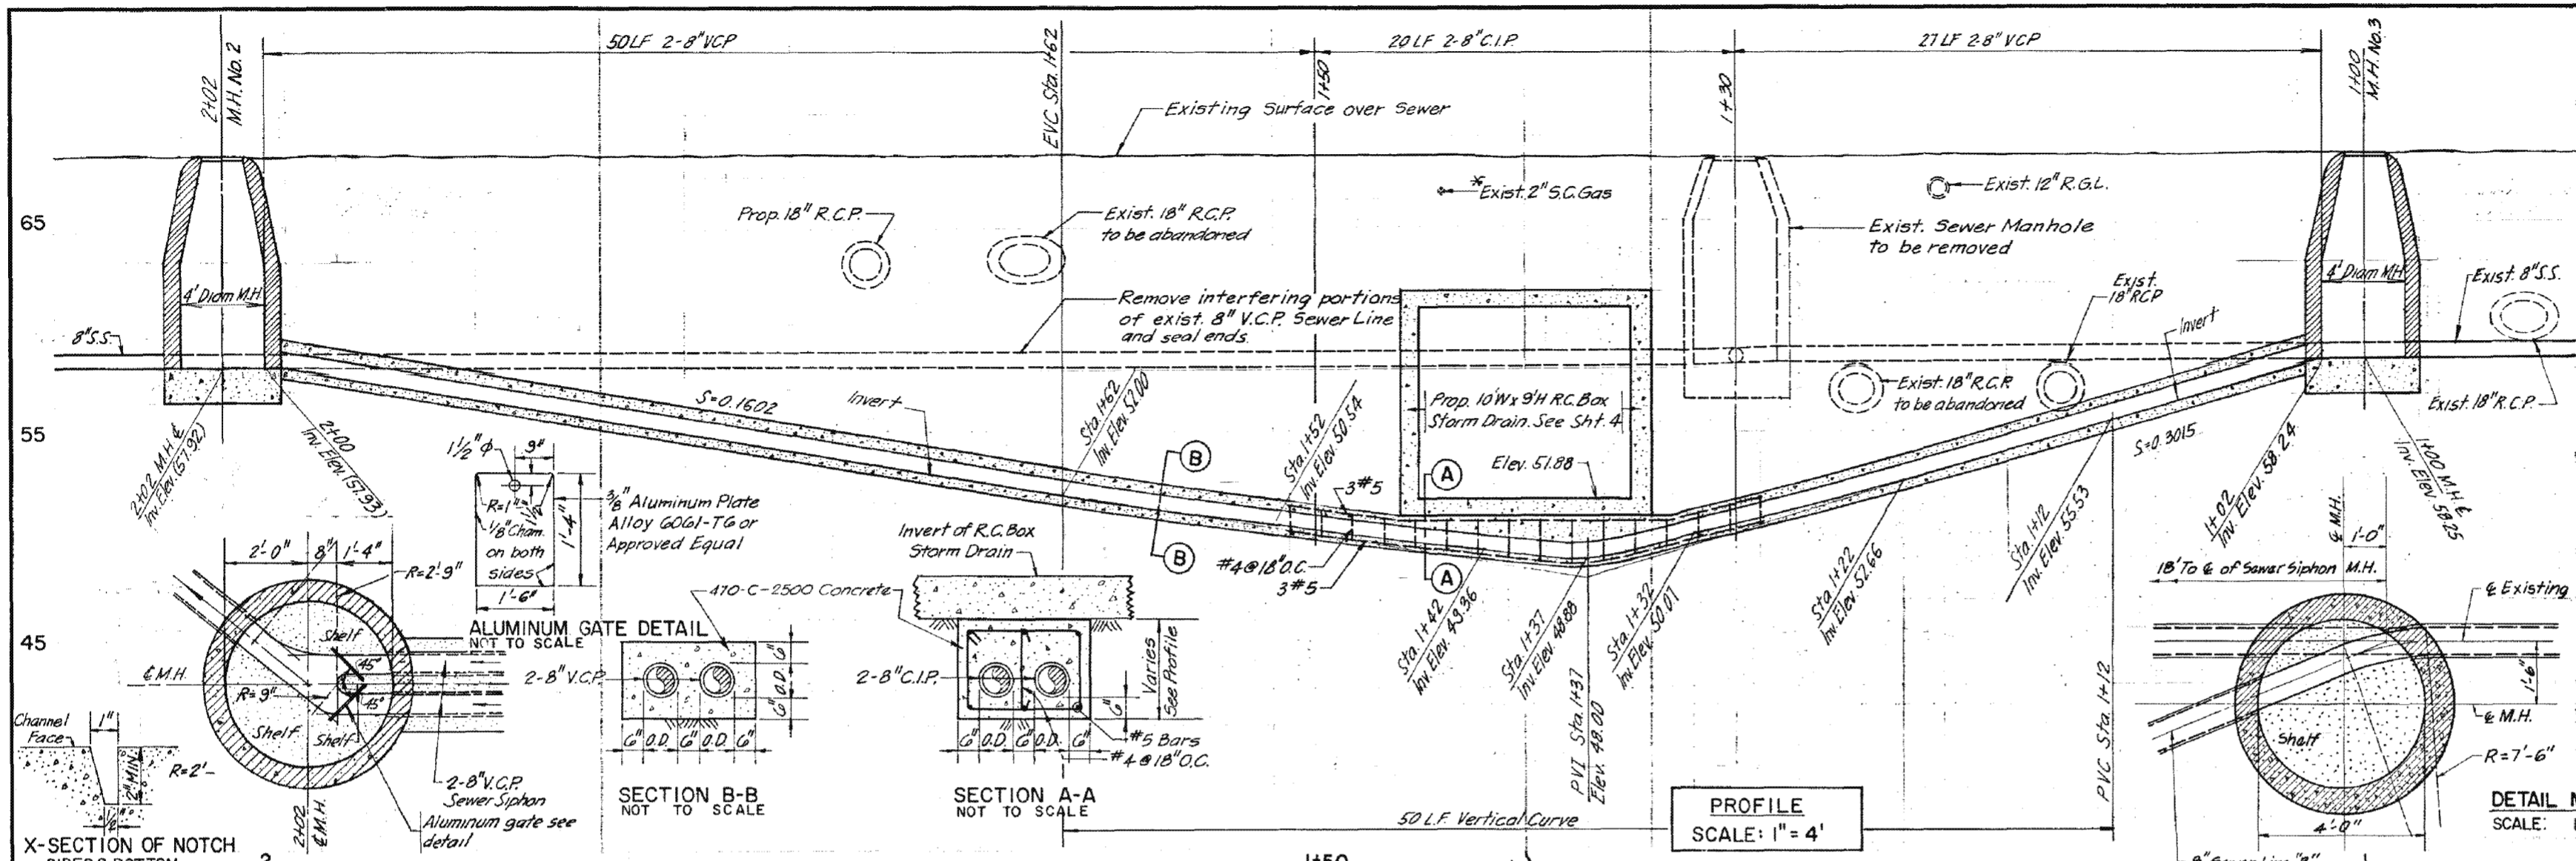 50 LF 2-8" VCP
20 LF 2-8" C.I.P.
27 LF 2-8" VCP
2+02
M.H. No. 2
EVC Sta. 1+62
1+50
1+30
1+00
M.H. No. 3
Existing Surface over Sewer
65
55
45
Prop. 18" R.C.P.
Exist. 18" R.C.P.
to be abandoned
*Exist. 2" S.C. Gas
Exist. 12" R.G.L.
Exist. Sewer Manhole
to be removed
4' Diam M.H.
Remove interfering portions
of exist. 8" V.C.P. Sewer Line
and seal ends.
Exist.
18" RCP
4' Diam M.H.
Exist. 8" S.S.
8" S.S.
Invert
S=0.1602
Invert
Sta. 1+62
Inv. Elev. 52.00
Sta. 1+52
Inv. Elev. 50.54
Prop. 10'W x 9'H R.C. Box
Storm Drain. See Sht. 4
Elev. 51.88
Exist. 18" R.C.P.
to be abandoned
Exist. 18" R.C.P.
S=0.3015
2+02 M.H. ℄
Inv. Elev. (57.92)
2+00
Inv. Elev. (57.93)
1+02
Inv. Elev. 58.24
1+00 M.H. ℄
Inv. Elev. 58.25
B
B
A
A
3 #5
#4 @ 18" O.C.
3 #5
Sta. 1+42
Inv. Elev. 49.36
Sta. 1+37
Inv. Elev. 48.88
Sta. 1+32
Inv. Elev. 50.01
Sta. 1+22
Inv. Elev. 52.66
Sta. 1+12
Inv. Elev. 55.53
PVI Sta. 1+37
Elev. 48.00
PVC Sta. 1+12
50 L.F. Vertical Curve
1+50
PROFILE
SCALE: 1" = 4'
1 1/2" ϕ
9"
R=1"
1/8" Cham.
on both
sides
1'-4"
1'-6"
3/8" Aluminum Plate
Alloy 6061-T6 or
Approved Equal
ALUMINUM GATE DETAIL
NOT TO SCALE
2'-0"
8"
1'-4"
R=2'-9"
Shelf
45°
45°
℄ M.H.
R=9"
Shelf
Shelf
R=2'-
2+02
℄ M.H.
2-8" V.C.P.
Sewer Siphon
Aluminum gate see
detail
Channel
Face
1"
2" MIN
1/2"
X-SECTION OF NOTCH
470-C-2500 Concrete
2-8" V.C.P.
6"
O.D.
6"
6" O.D. 6" O.D. 6"
SECTION B-B
NOT TO SCALE
Invert of R.C. Box
Storm Drain
2-8" C.I.P.
Varies
See Profile
6"
6" O.D. 6" O.D. 6"
#5 Bars
#4 @ 18" O.C.
SECTION A-A
NOT TO SCALE
℄ M.H.
1'-0"
18' To ℄ of Sewer Siphon M.H.
℄ Existing
1'-6"
℄ M.H.
Shelf
R=7'-6"
4'-0"
DETAIL
SCALE: